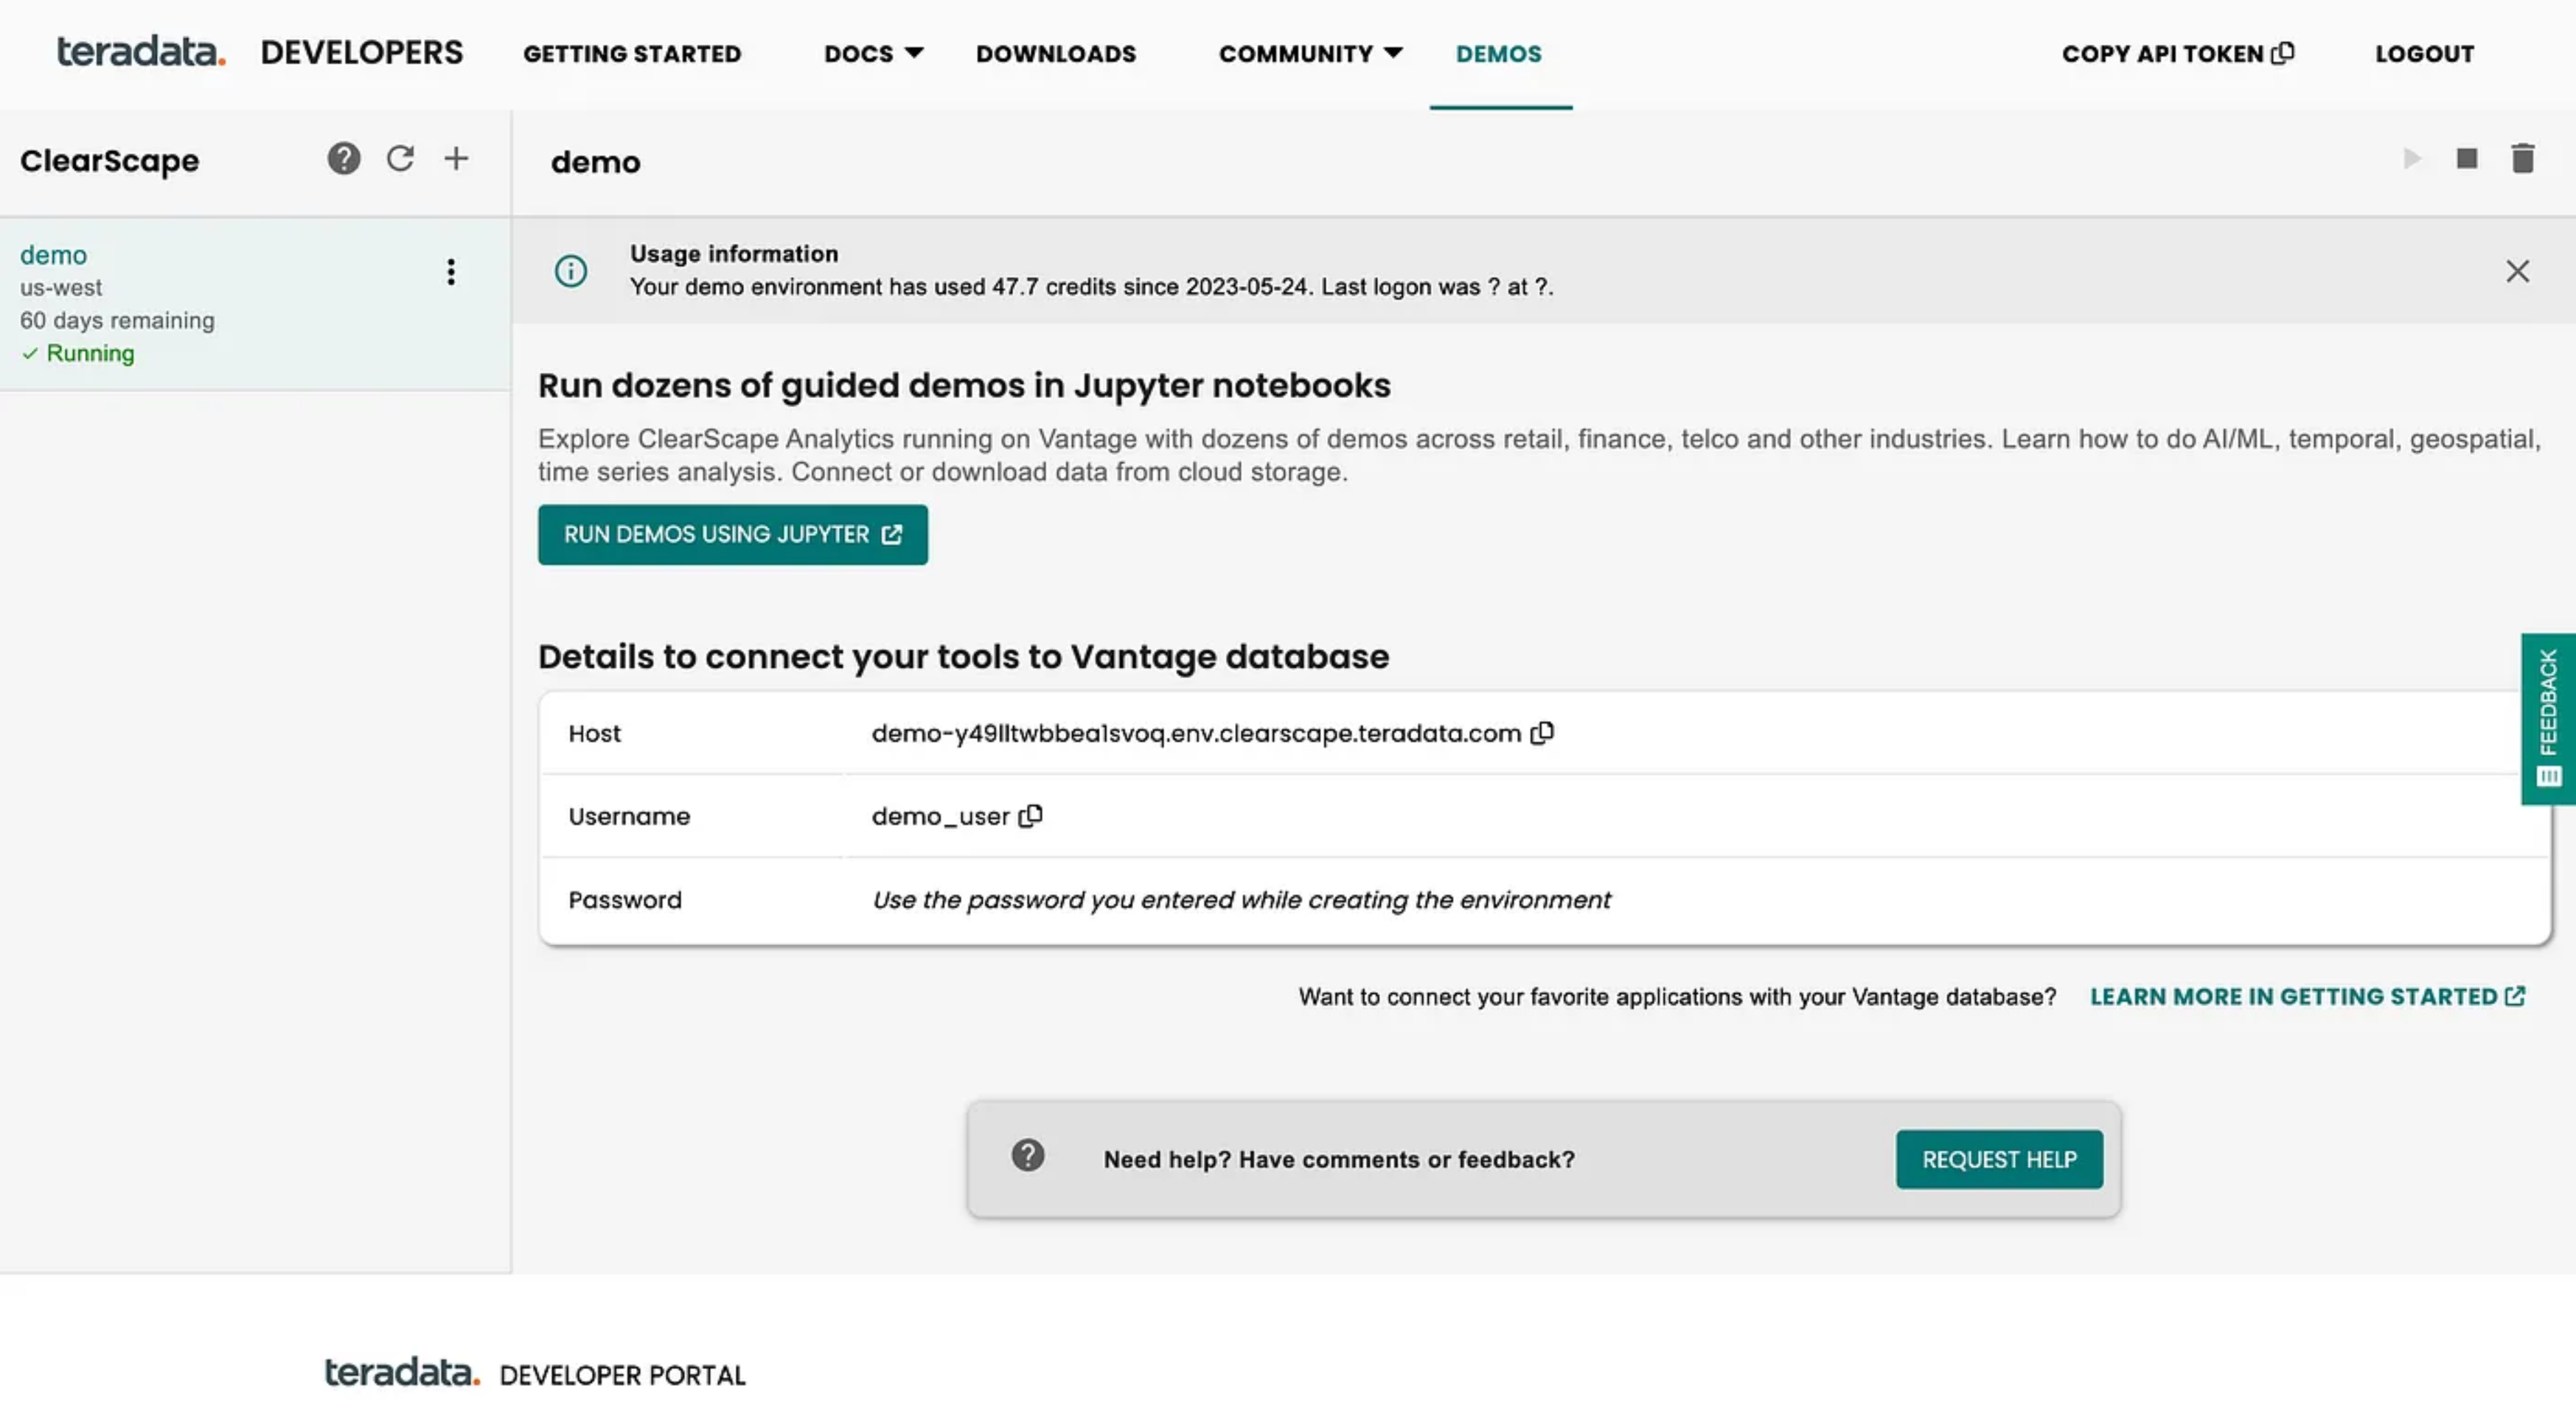 teradata. DEVELOPERS GETTING STARTED DOCS DOWNLOADS COMMUNITY DEMOS COPY API TOKEN LOGOUT
ClearScape
demo
us-west
60 days remaining
Running
demo
Usage information
Your demo environment has used 47.7 credits since 2023-05-24. Last logon was ? at ?.
Run dozens of guided demos in Jupyter notebooks
Explore ClearScape Analytics running on Vantage with dozens of demos across retail, finance, telco and other industries. Learn how to do AI/ML, temporal, geospatial,
time series analysis. Connect or download data from cloud storage.
RUN DEMOS USING JUPYTER
Details to connect your tools to Vantage database
Host demo-y49lltwbbea1svoq.env.clearscape.teradata.com
Username demo_user
Password Use the password you entered while creating the environment
FEEDBACK
Want to connect your favorite applications with your Vantage database? LEARN MORE IN GETTING STARTED
Need help? Have comments or feedback? REQUEST HELP
teradata. DEVELOPER PORTAL